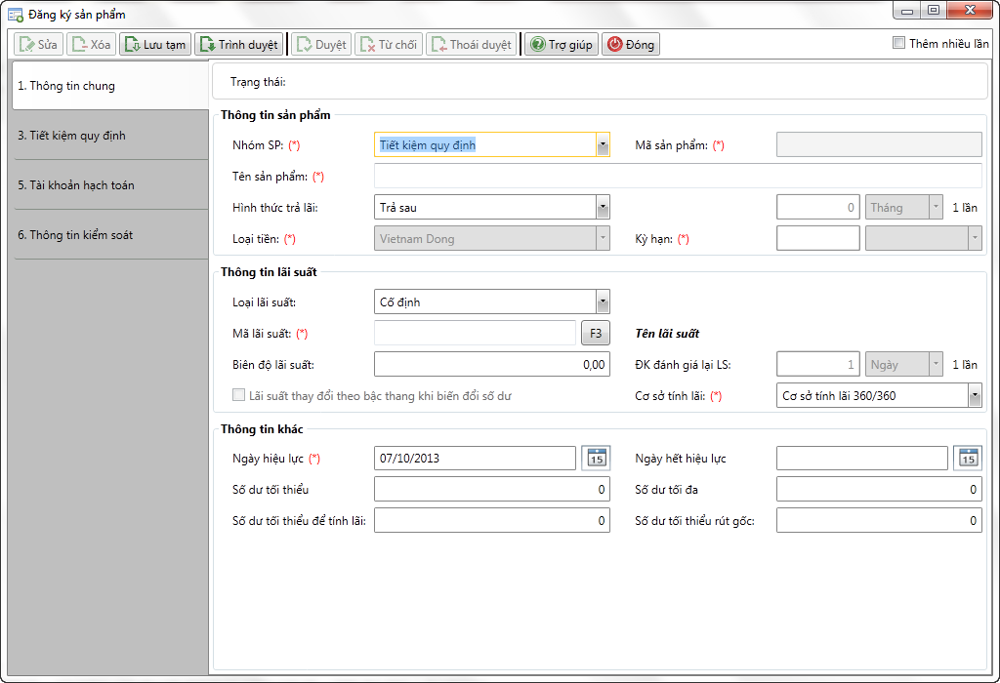 Đăng ký sản phẩm
Sửa Xóa Lưu tạm Trình duyệt Duyệt Từ chối Thoái duyệt Trợ giúp Đóng Thêm nhiều lần
1. Thông tin chung
3. Tiết kiệm quy định
5. Tài khoản hạch toán
6. Thông tin kiểm soát
Trạng thái:
Thông tin sản phẩm
Nhóm SP: (*) Tiết kiệm quy định Mã sản phẩm: (*)
Tên sản phẩm: (*)
Hình thức trả lãi: Trả sau 0 Tháng 1 lần
Loại tiền: (*) Vietnam Dong Kỳ hạn: (*)
Thông tin lãi suất
Loại lãi suất: Cố định
Mã lãi suất: (*) F3 Tên lãi suất
Biên độ lãi suất: 0,00 ĐK đánh giá lại LS: 1 Ngày 1 lần
Lãi suất thay đổi theo bậc thang khi biến đổi số dư Cơ sở tính lãi: (*) Cơ sở tính lãi 360/360
Thông tin khác
Ngày hiệu lực (*) 07/10/2013 15 Ngày hết hiệu lực 15
Số dư tối thiểu 0 Số dư tối đa 0
Số dư tối thiểu để tính lãi: 0 Số dư tối thiểu rút gốc: 0